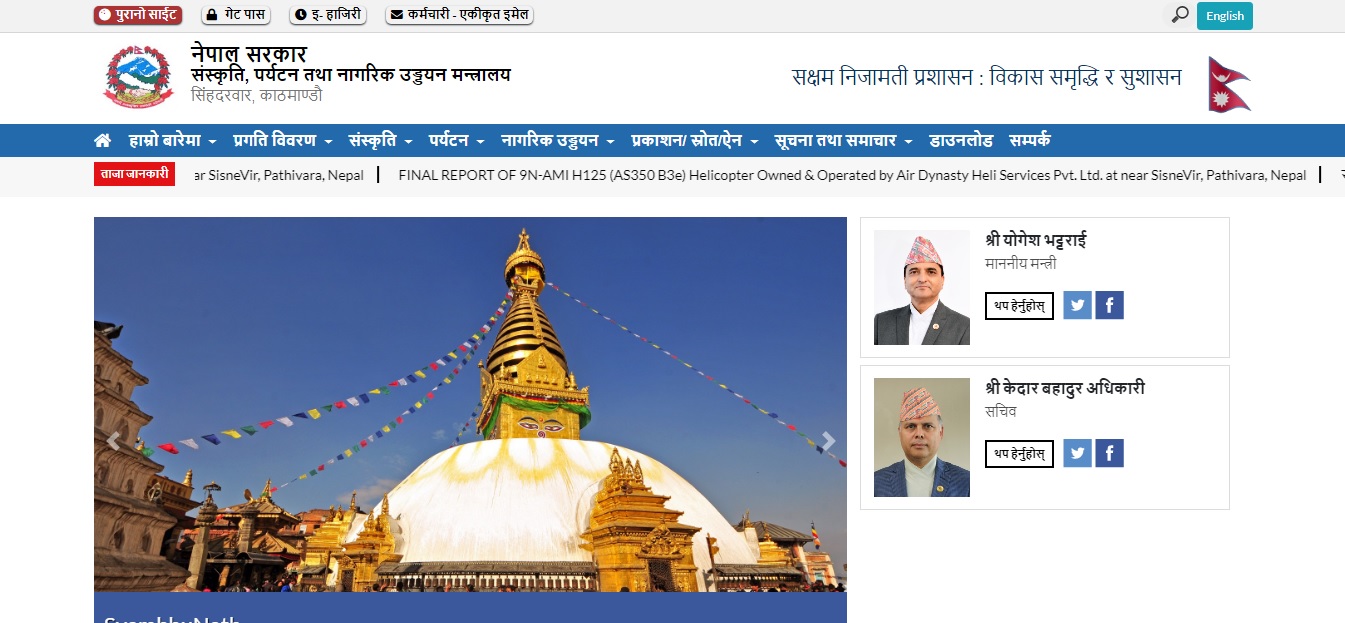 पुरानो साईट
गेट पास
इ- हाजिरी
कर्मचारी - एकीकृत इमेल
English
नेपाल सरकार
संस्कृति, पर्यटन तथा नागरिक उड्डयन मन्त्रालय
सिंहदरवार, काठमाण्डौ
सक्षम निजामती प्रशासन : विकास समृद्धि र सुशासन
हाम्रो बारेमा
प्रगति विवरण
संस्कृति
पर्यटन
नागरिक उड्डयन
प्रकाशन/ स्रोत/ऐन
सूचना तथा समाचार
डाउनलोड
सम्पर्क
ताजा जानकारी
ar SisneVir, Pathivara, Nepal
FINAL REPORT OF 9N-AMI H125 (AS350 B3e) Helicopter Owned & Operated by Air Dynasty Heli Services Pvt. Ltd. at near SisneVir, Pathivara, Nepal
श्री योगेश भट्टराई
माननीय मन्त्री
थप हेर्नुहोस्
श्री केदार बहादुर अधिकारी
सचिव
थप हेर्नुहोस्